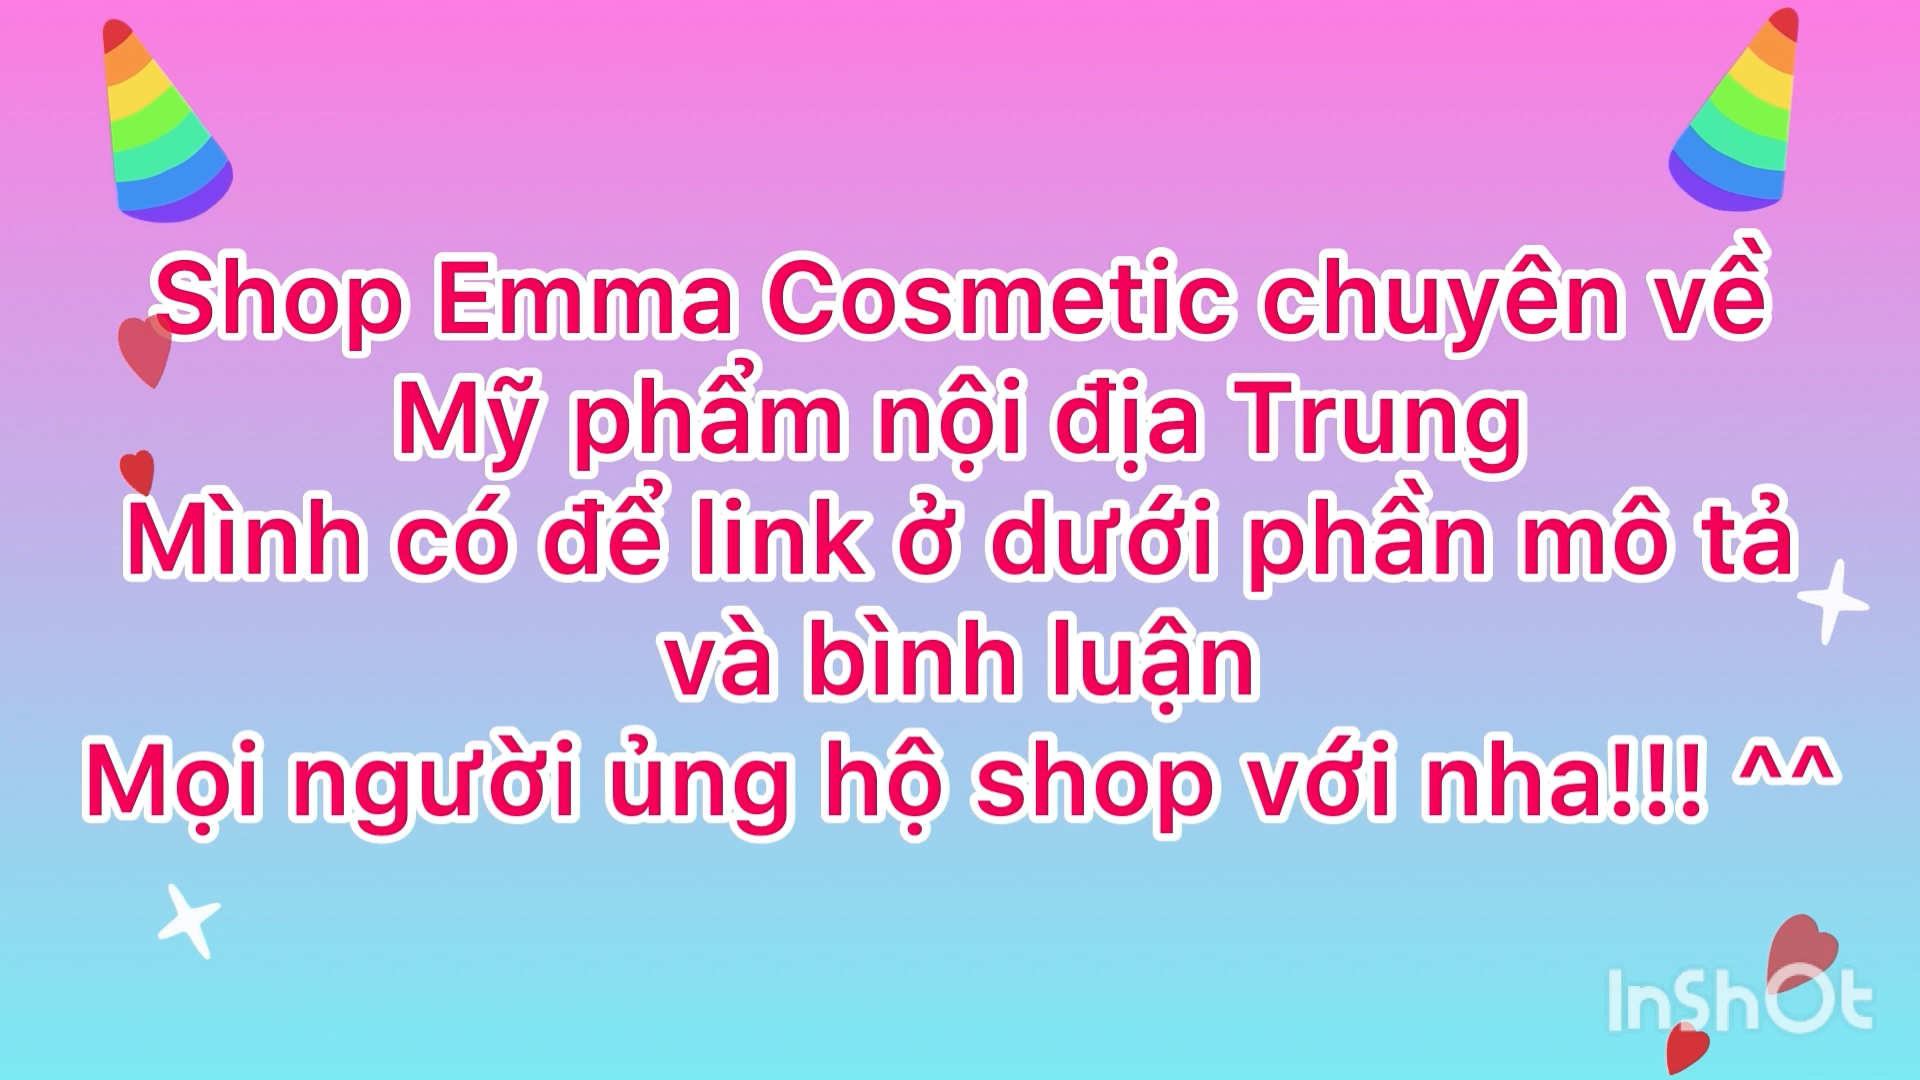 Shop Emma Cosmetic chuyên về
Mỹ phẩm nội địa Trung
Mình có để link ở dưới phần mô tả
và bình luận
Mọi người ủng hộ shop với nha!!! ^^
InShOt